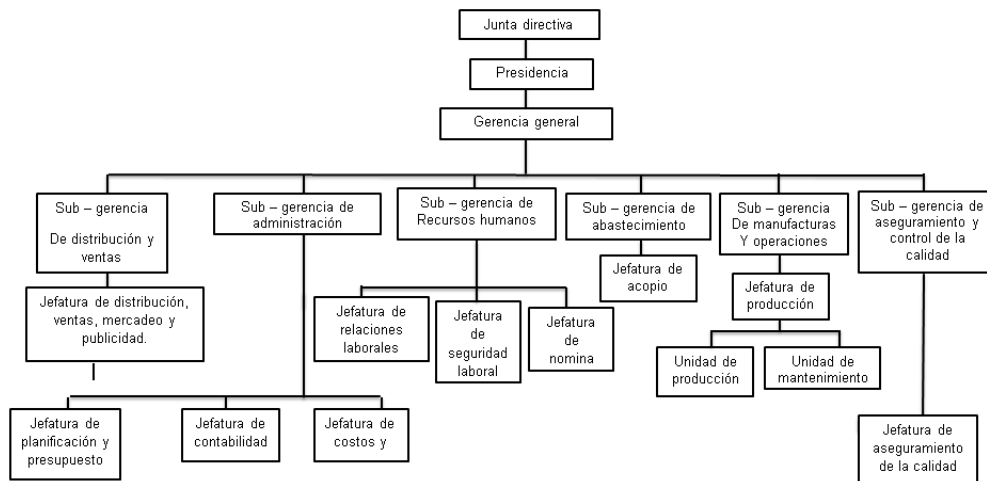 Junta directiva
Presidencia
Gerencia general
Sub – gerencia
De distribución y
ventas
Sub – gerencia de
administración
Sub – gerencia de
Recursos humanos
Sub – gerencia de
abastecimiento
Sub – gerencia
De manufacturas
Y operaciones
Sub – gerencia de
aseguramiento y
control de la
calidad
Jefatura de distribución,
ventas, mercadeo y
publicidad.
Jefatura de
relaciones
laborales
Jefatura
de
seguridad
laboral
Jefatura
de
nomina
Jefatura de
acopio
Jefatura de
producción
Unidad de
producción
Unidad de
mantenimiento
Jefatura de
planificación y
presupuesto
Jefatura de
contabilidad
Jefatura de
costos y
Jefatura de
aseguramiento
de la calidad